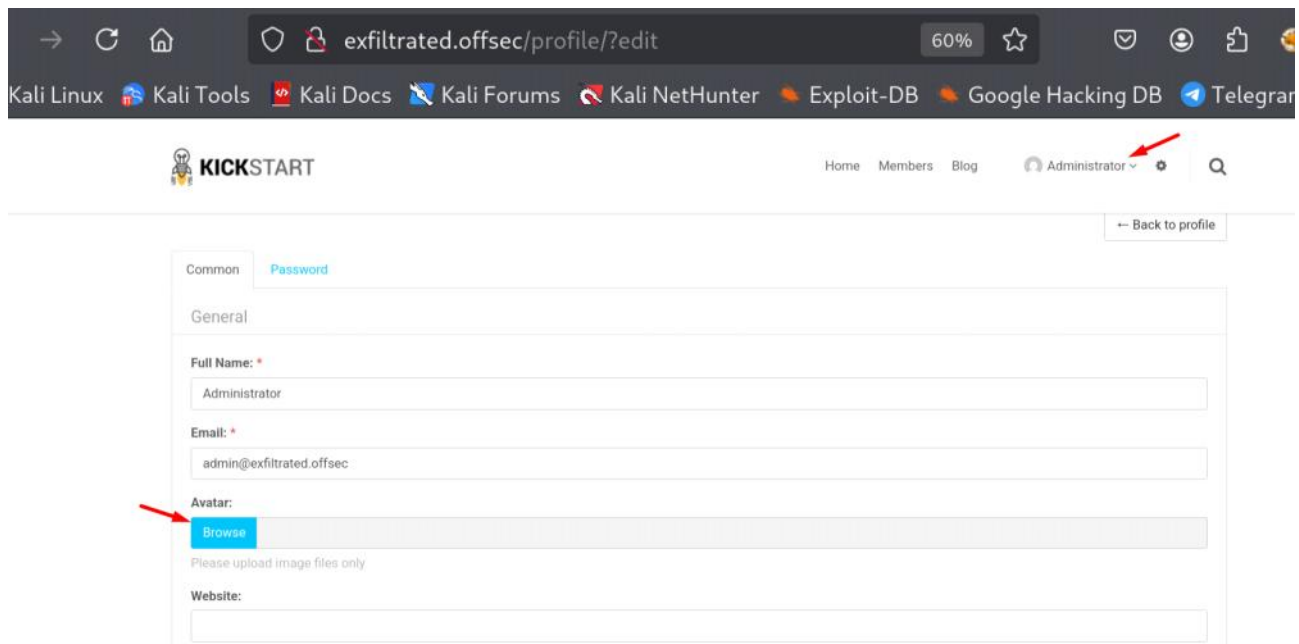 exfiltrated.offsec/profile/?edit 60%
Kali Linux Kali Tools Kali Docs Kali Forums Kali NetHunter Exploit-DB Google Hacking DB Telegram
KICKSTART Home Members Blog Administrator
← Back to profile
Common Password
General
Full Name: *
Administrator
Email: *
admin@exfiltrated.offsec
Avatar:
Browse
Please upload image files only
Website: